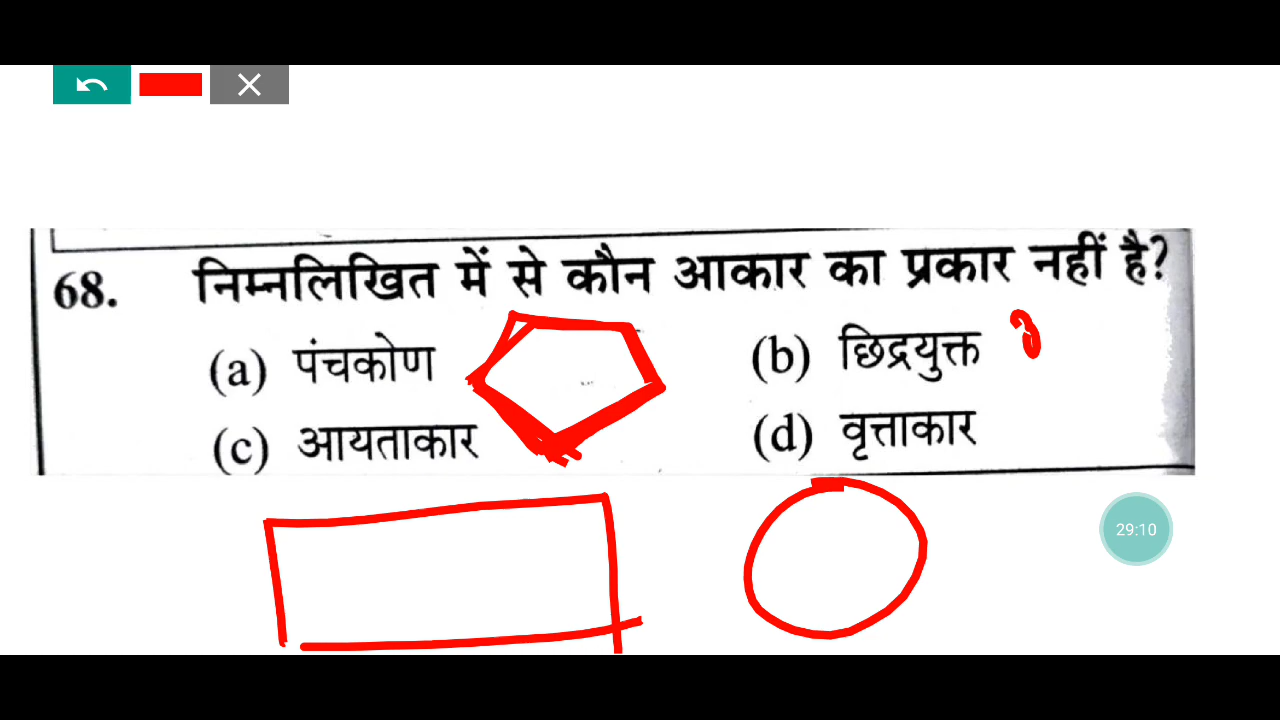 68. निम्नलिखित में से कौन आकार का प्रकार नहीं है?
(a) पंचकोण (b) छिद्रयुक्त
(c) आयताकार (d) वृत्ताकार
29:10